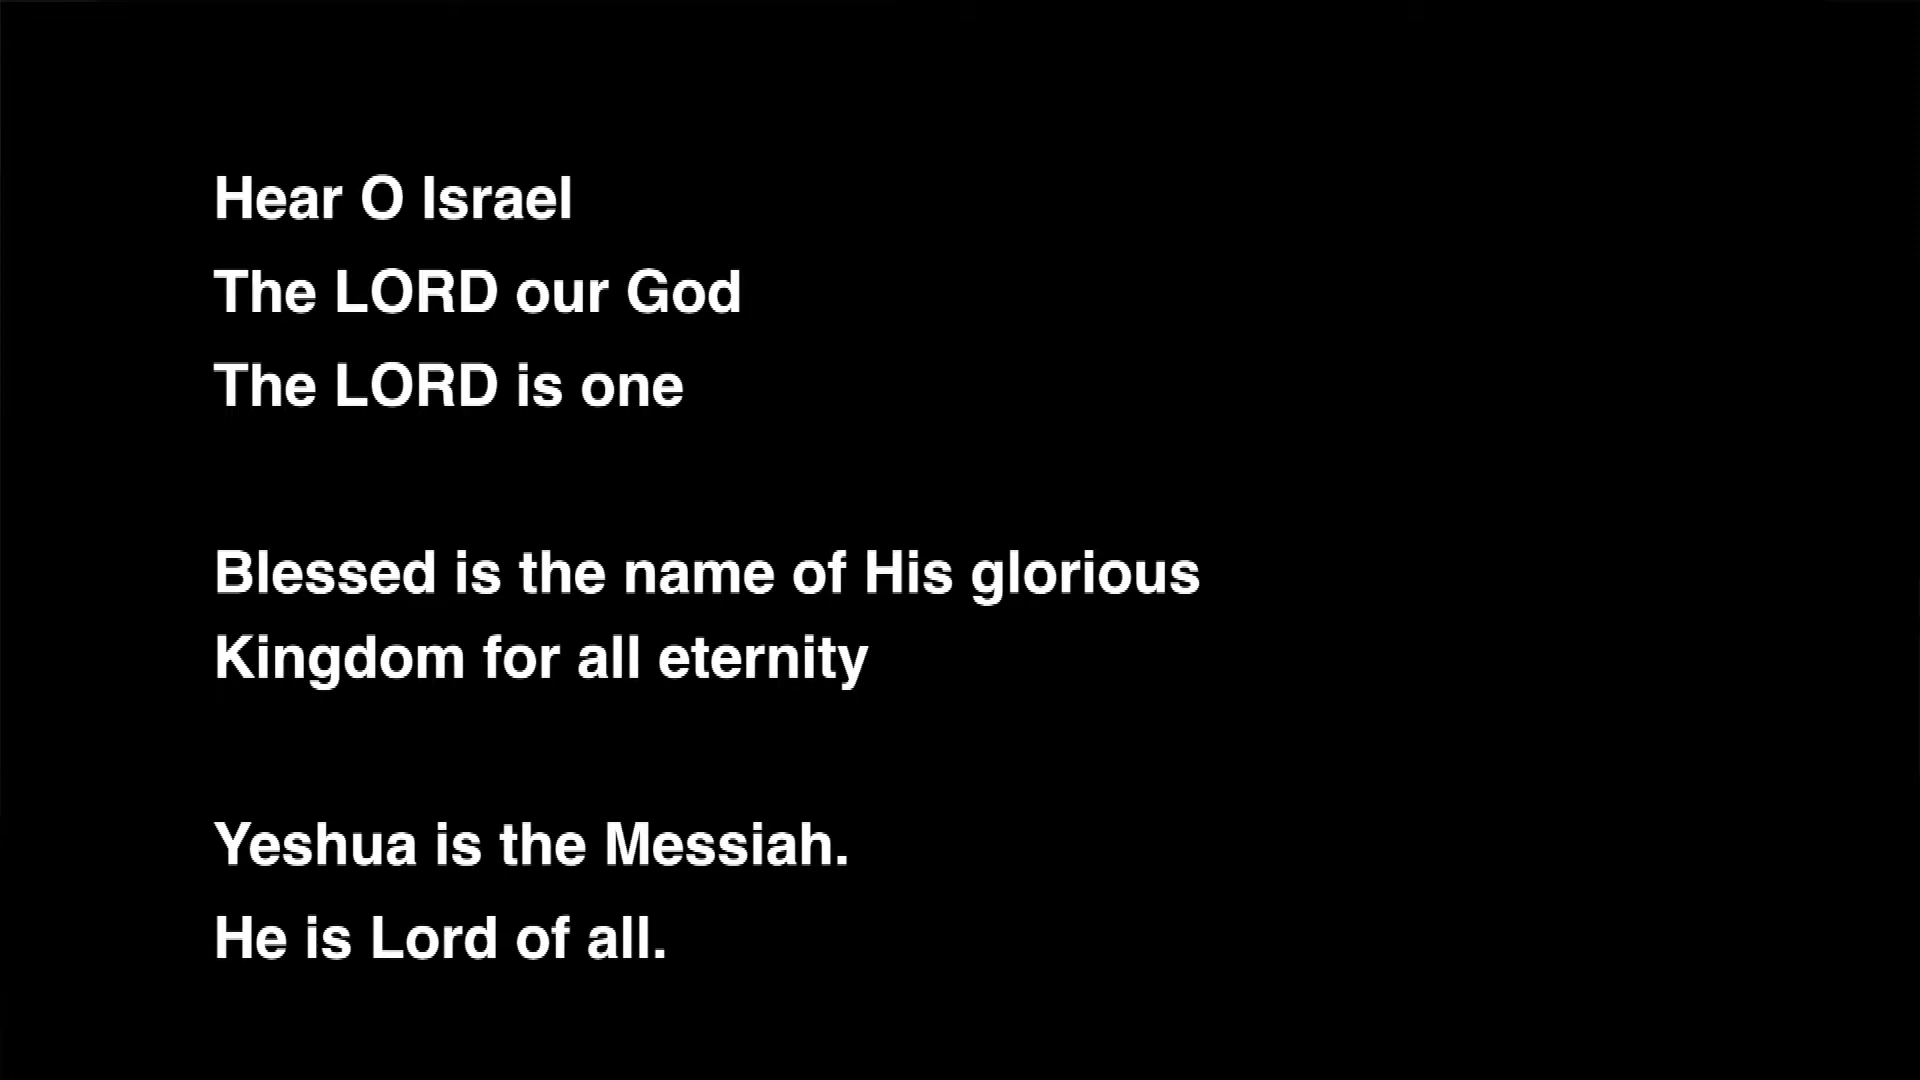 Hear O Israel
The LORD our God
The LORD is one
Blessed is the name of His glorious
Kingdom for all eternity
Yeshua is the Messiah.
He is Lord of all.